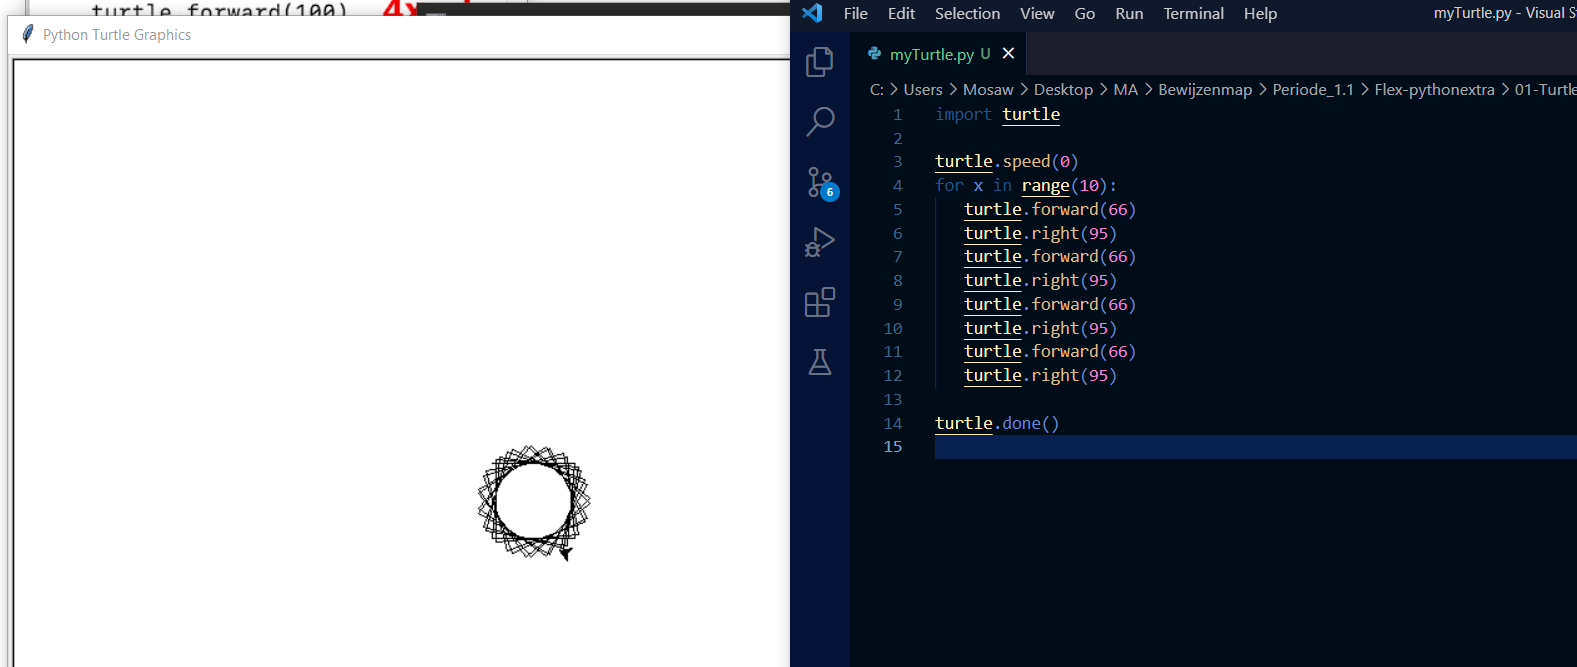 turtle.forward(100) 4x
Python Turtle Graphics
File Edit Selection View Go Run Terminal Help
myTurtle.py - Visual S
myTurtle.py U
C: > Users > Mosaw > Desktop > MA > Bewijzenmap > Periode_1.1 > Flex-pythonextra > 01-Turtle
6
1 import turtle
2
3 turtle.speed(0)
4 for x in range(10):
5 turtle.forward(66)
6 turtle.right(95)
7 turtle.forward(66)
8 turtle.right(95)
9 turtle.forward(66)
10 turtle.right(95)
11 turtle.forward(66)
12 turtle.right(95)
13
14 turtle.done()
15